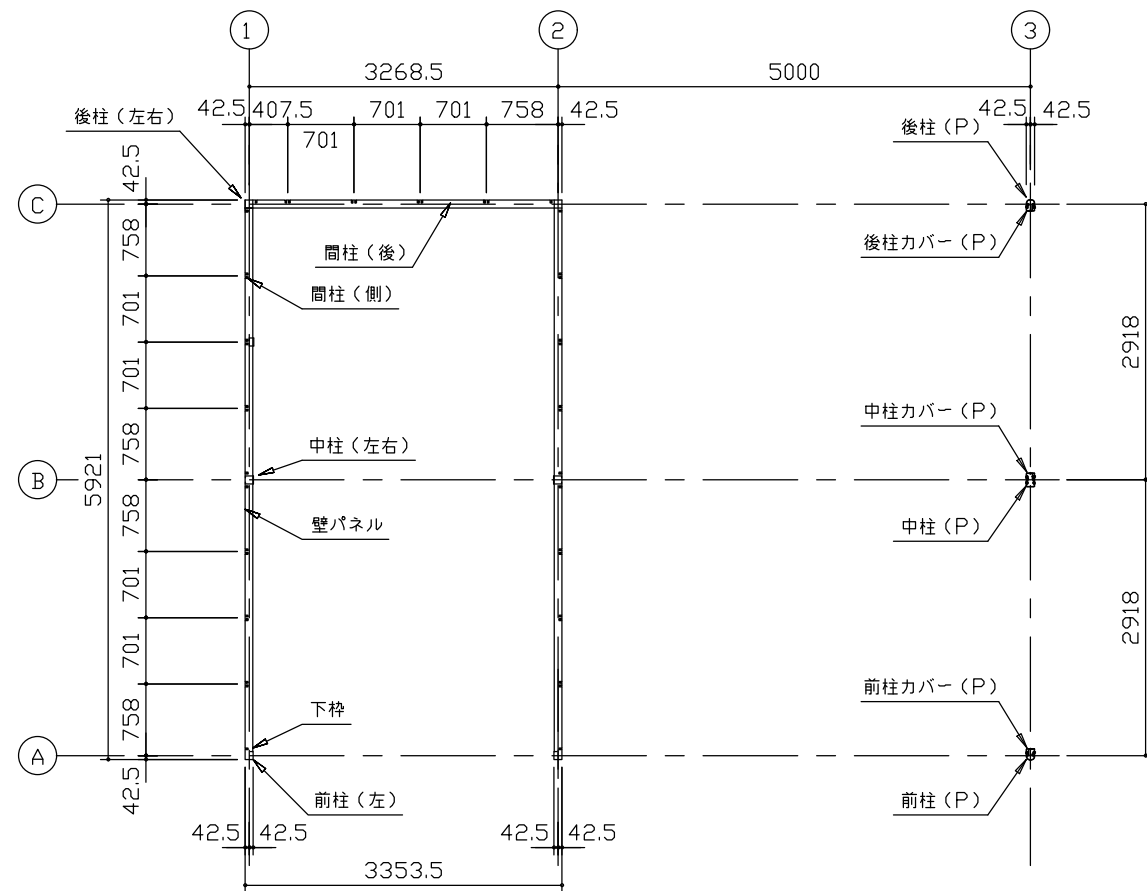 1
2
3
3268.5
5000
42.5
407.5
701
701
758
42.5
701
42.5
42.5
後柱（左右）
後柱（P）
C
42.5
758
701
701
758
758
701
701
758
42.5
5921
間柱（後）
間柱（側）
後柱カバー（P）
2918
中柱カバー（P）
中柱（左右）
B
壁パネル
中柱（P）
2918
下枠
前柱カバー（P）
A
前柱（左）
前柱（P）
42.5
42.5
42.5
42.5
3353.5